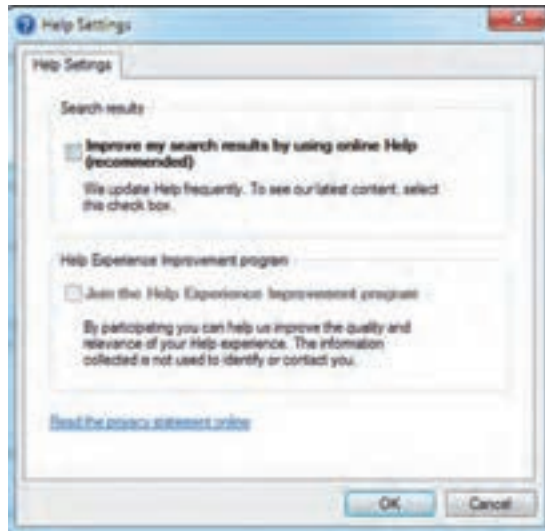 Help Settings
Help Settings
Search results
Improve my search results by using online Help
(recommended)
We update Help frequently. To see our latest content, select
this check box.
Help Experience Improvement program
Join the Help Experience Improvement program
By participating you can help us improve the quality and
relevance of your Help experience. The information
collected is not used to identify or contact you.
Read the privacy statement online
OK
Cancel